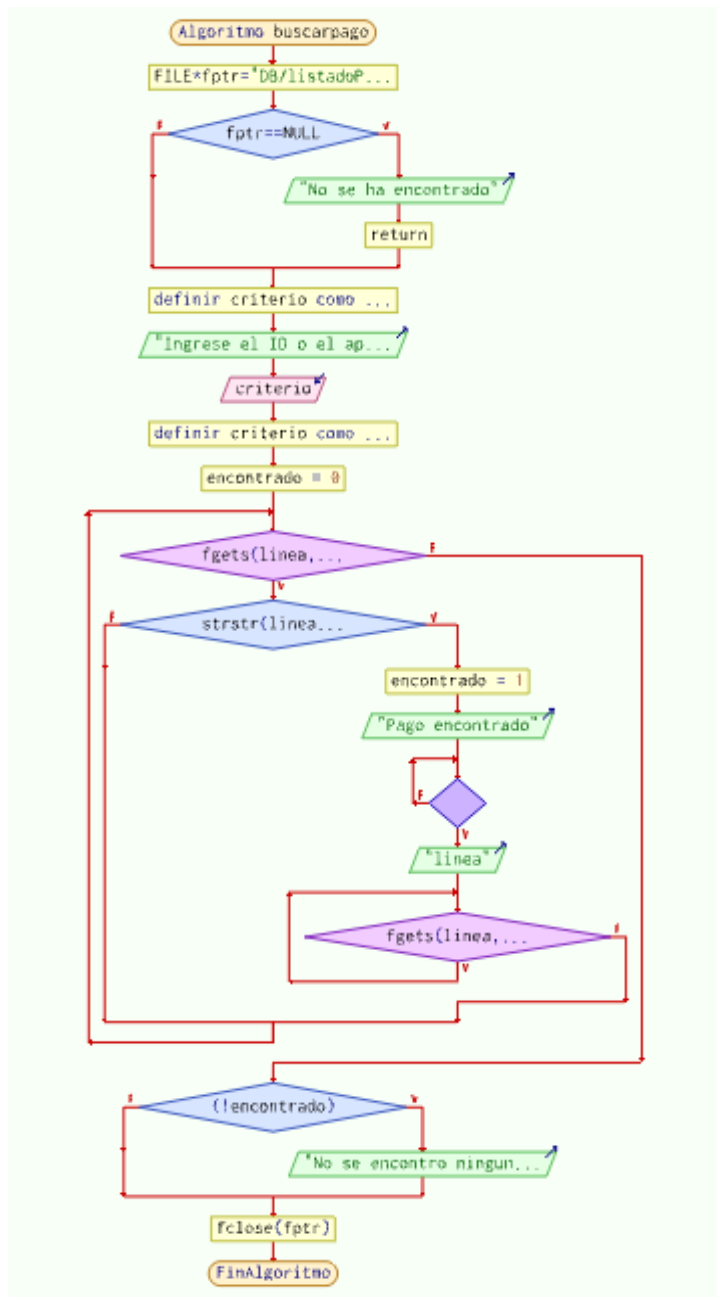 Algoritmo buscarpago
FILE*fptr="DB/listadoP...
fptr==NULL
F
V
"No se ha encontrado"
return
definir criterio como ...
"Ingrese el ID o el ap...
criterio
definir criterio como ...
encontrado = 0
fgets(linea,...
F
V
strstr(linea...
F
V
encontrado = 1
"Pago encontrado"
F
V
"linea"
fgets(linea,...
F
V
(!encontrado)
F
V
"No se encontro ningun...
fclose(fptr)
FinAlgoritmo